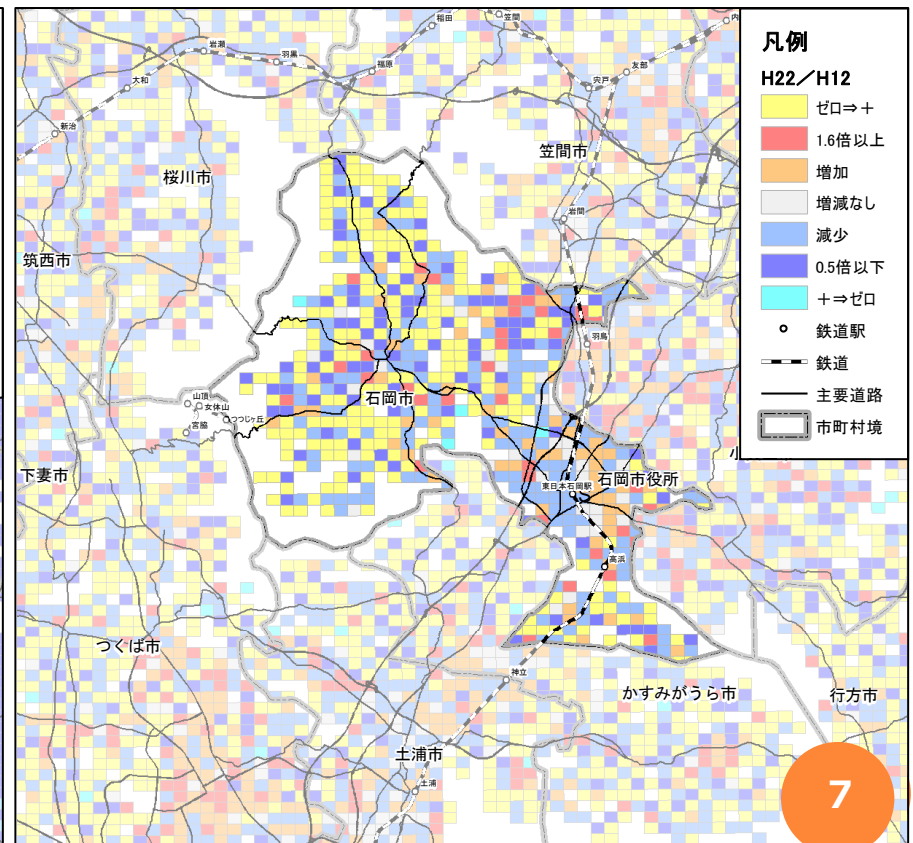 凡例
H22／H12
ゼロ⇒＋
1.6倍以上
増加
増減なし
減少
0.5倍以下
＋⇒ゼロ
鉄道駅
鉄道
主要道路
市町村境
稲田
笠間
岩瀬
羽黒
福原
大和
宍戸
友部
内
新治
笠間市
桜川市
岩間
筑西市
羽鳥
山頂
女体山
つつじヶ丘
宮脇
石岡市
下妻市
小
石岡市役所
東日本石岡駅
高浜
つくば市
神立
かすみがうら市
行方市
土浦市
土浦
7